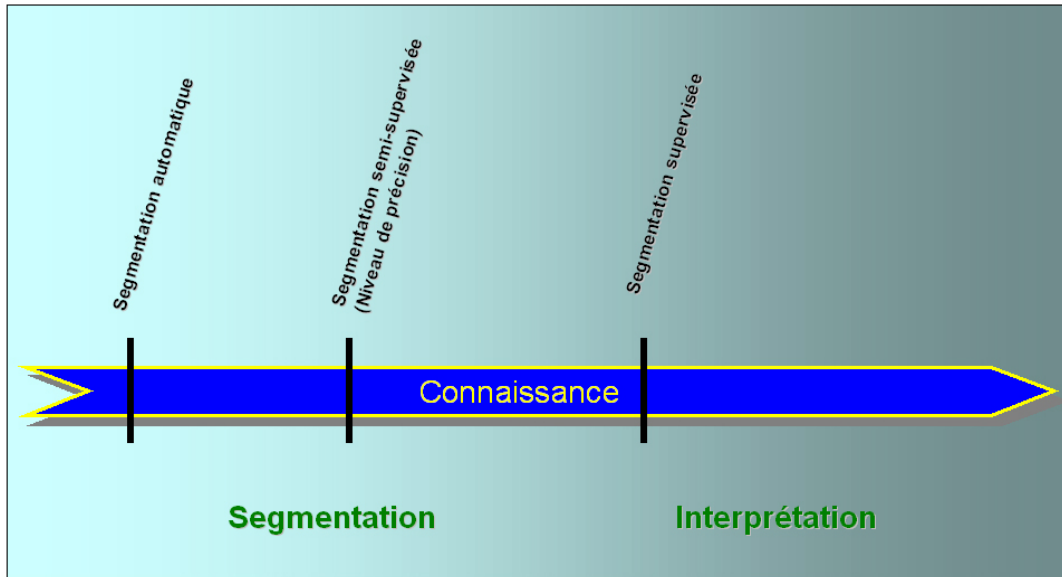 Segmentation automatique
Segmentation semi-supervisée
(Niveau de précision)
Segmentation supervisée
Connaissance
Segmentation
Interprétation